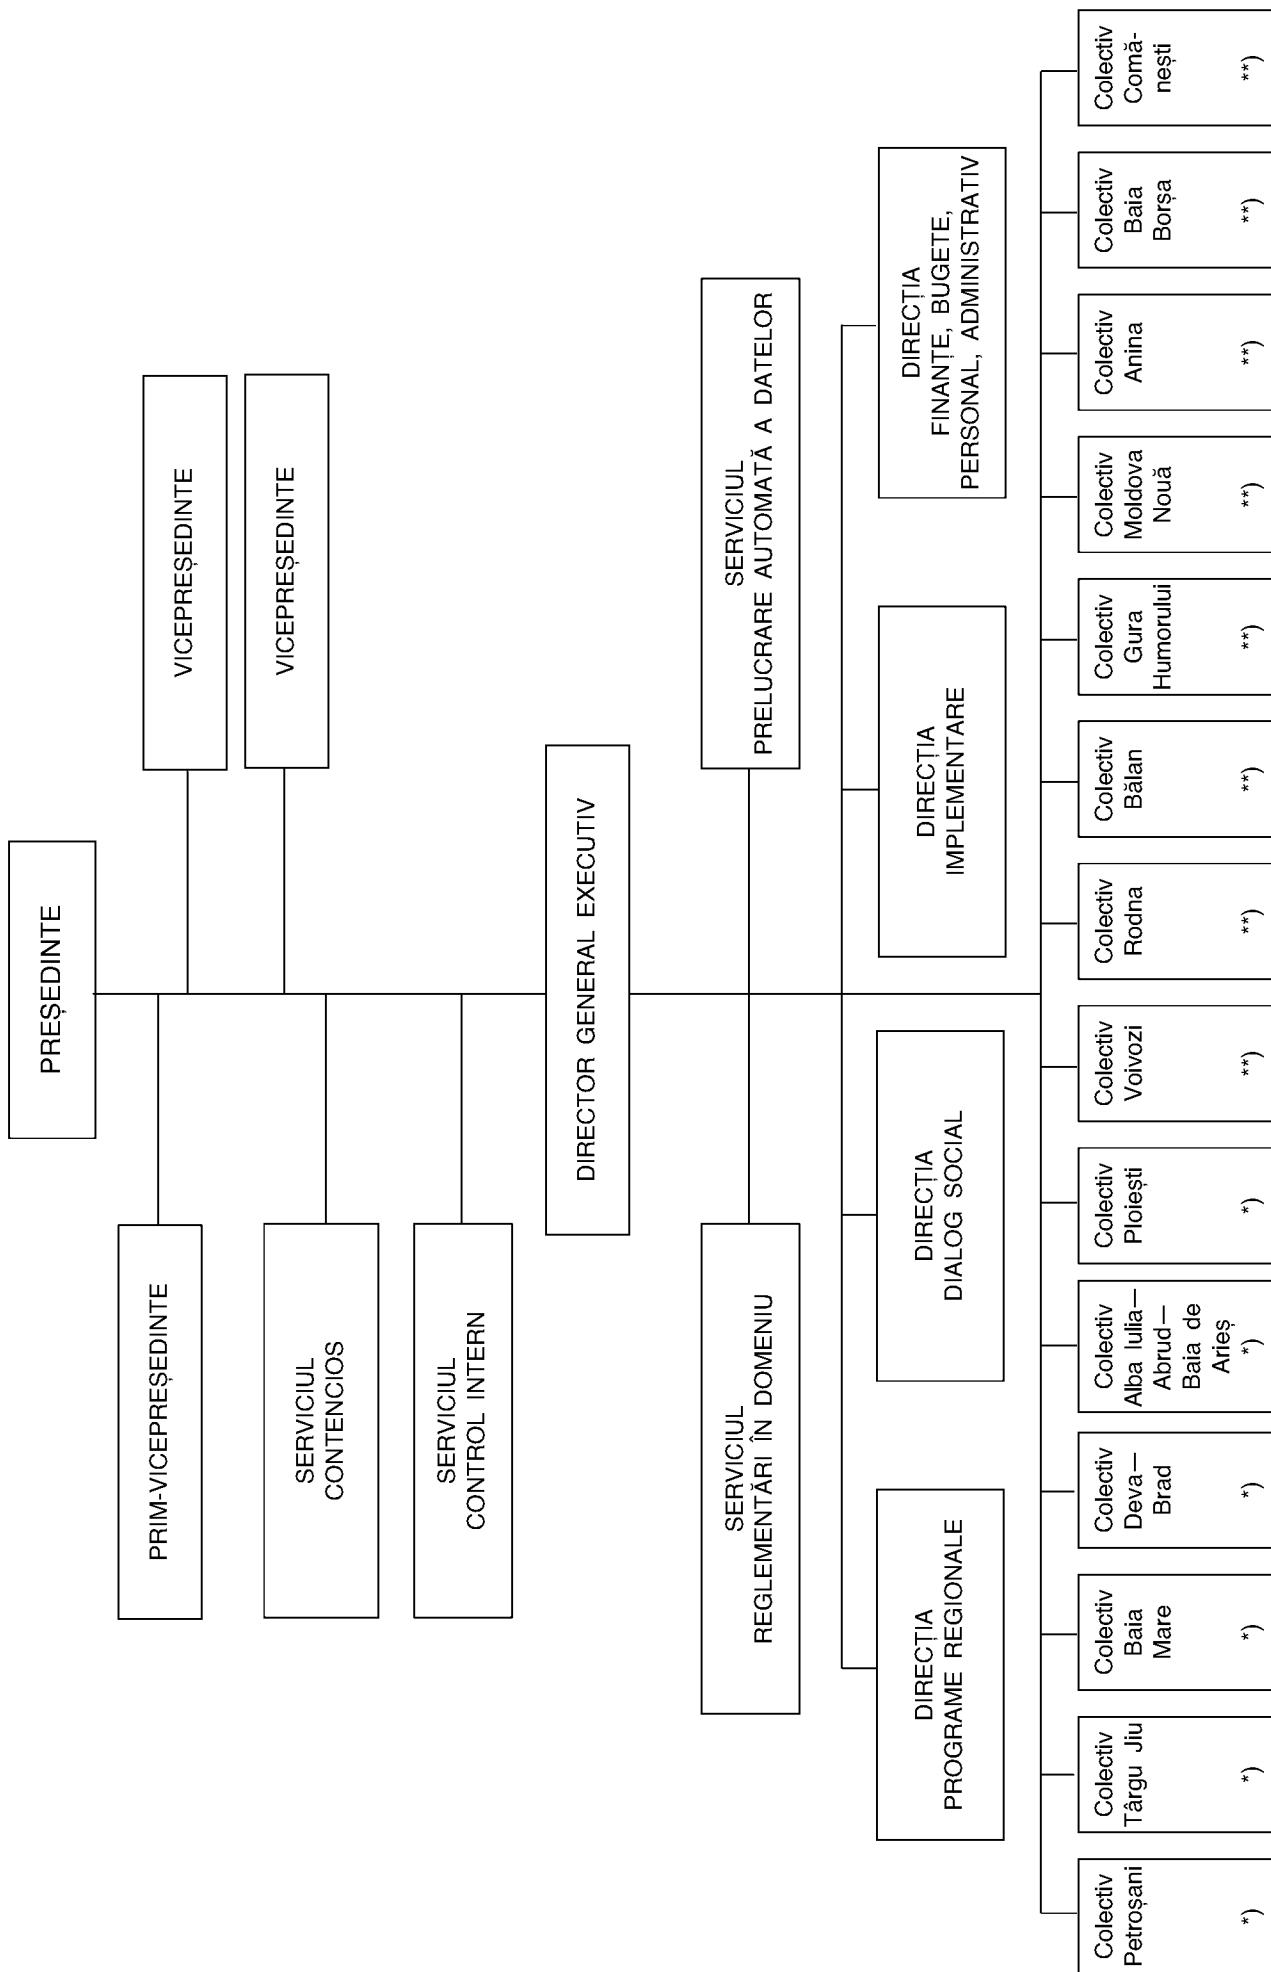 PREȘEDINTE
PRIM-VICEPREȘEDINTE
VICEPREȘEDINTE
VICEPREȘEDINTE
SERVICIUL
CONTENCIOS
SERVICIUL
CONTROL INTERN
DIRECTOR GENERAL EXECUTIV
SERVICIUL
REGLEMENTĂRI ÎN DOMENIU
SERVICIUL
PRELUCRARE AUTOMATĂ A DATELOR
DIRECȚIA
PROGRAME REGIONALE
DIRECȚIA
DIALOG SOCIAL
DIRECȚIA
IMPLEMENTARE
DIRECȚIA
FINANȚE, BUGETE,
PERSONAL, ADMINISTRATIV
Colectiv
Petroșani
*)
Colectiv
Târgu Jiu
*)
Colectiv
Baia
Mare
*)
Colectiv
Deva—
Brad
*)
Colectiv
Alba Iulia—
Abrud—
Baia de
Arieș
*)
Colectiv
Ploiești
*)
Colectiv
Voivozi
**)
Colectiv
Rodna
**)
Colectiv
Bălan
**)
Colectiv
Gura
Humorului
**)
Colectiv
Moldova
Nouă
**)
Colectiv
Anina
**)
Colectiv
Baia
Borșa
**)
Colectiv
Comă-
nești
**)